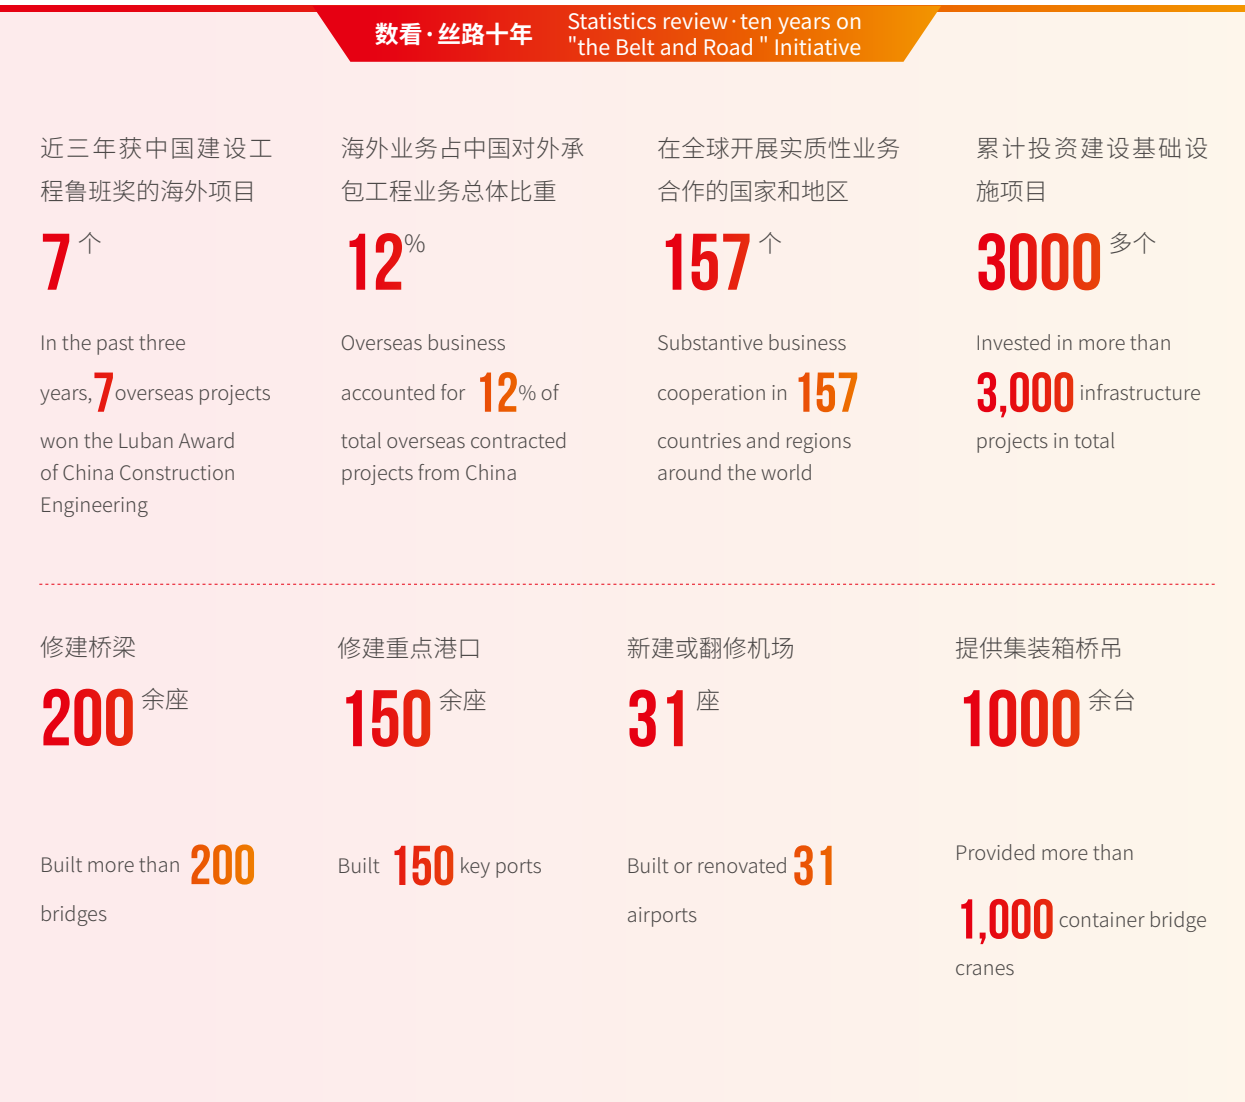 数看·丝路十年
Statistics review·ten years on
"the Belt and Road " Initiative
近三年获中国建设工
程鲁班奖的海外项目
7个
In the past three
years,7overseas projects
won the Luban Award
of China Construction
Engineering
海外业务占中国对外承
包工程业务总体比重
12%
Overseas business
accounted for 12% of
total overseas contracted
projects from China
在全球开展实质性业务
合作的国家和地区
157个
Substantive business
cooperation in 157
countries and regions
around the world
累计投资建设基础设
施项目
3000多个
Invested in more than
3,000 infrastructure
projects in total
修建桥梁
200余座
Built more than 200
bridges
修建重点港口
150余座
Built 150 key ports
新建或翻修机场
31座
Built or renovated 31
airports
提供集装箱桥吊
1000余台
Provided more than
1,000 container bridge
cranes